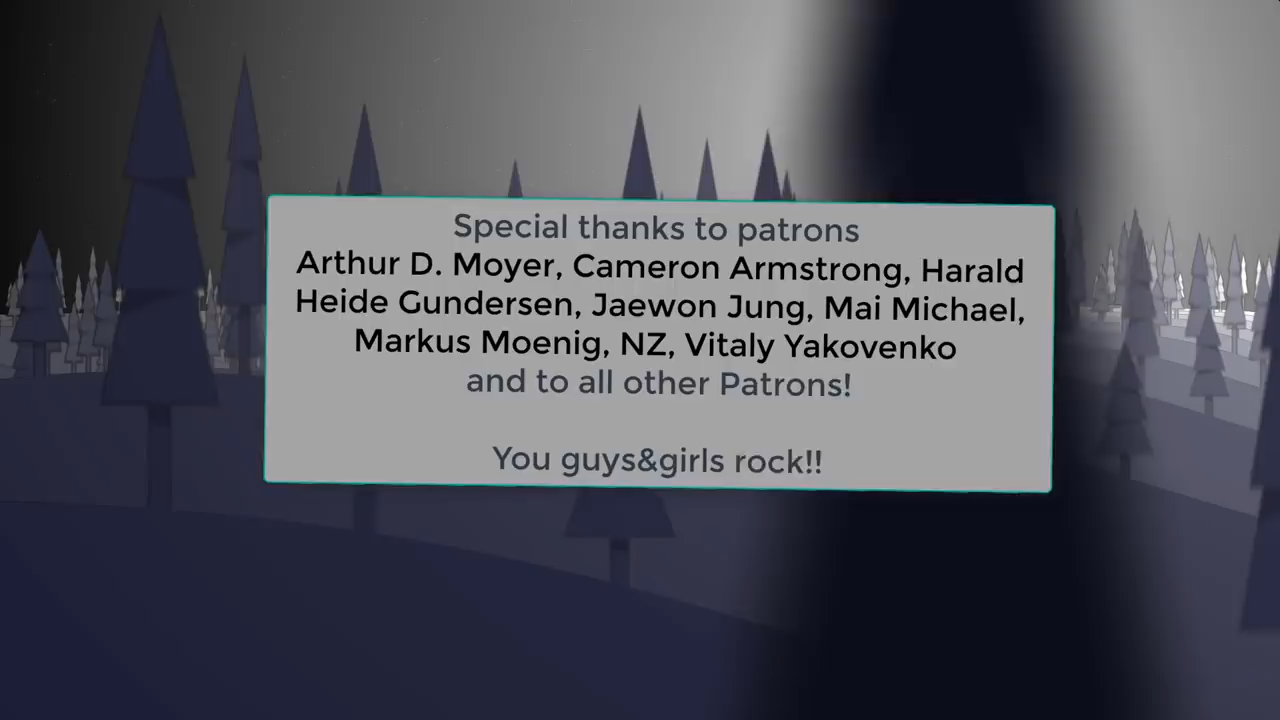 Special thanks to patrons
Arthur D. Moyer, Cameron Armstrong, Harald
Heide Gundersen, Jaewon Jung, Mai Michael,
Markus Moenig, NZ, Vitaly Yakovenko
and to all other Patrons!
You guys&girls rock!!